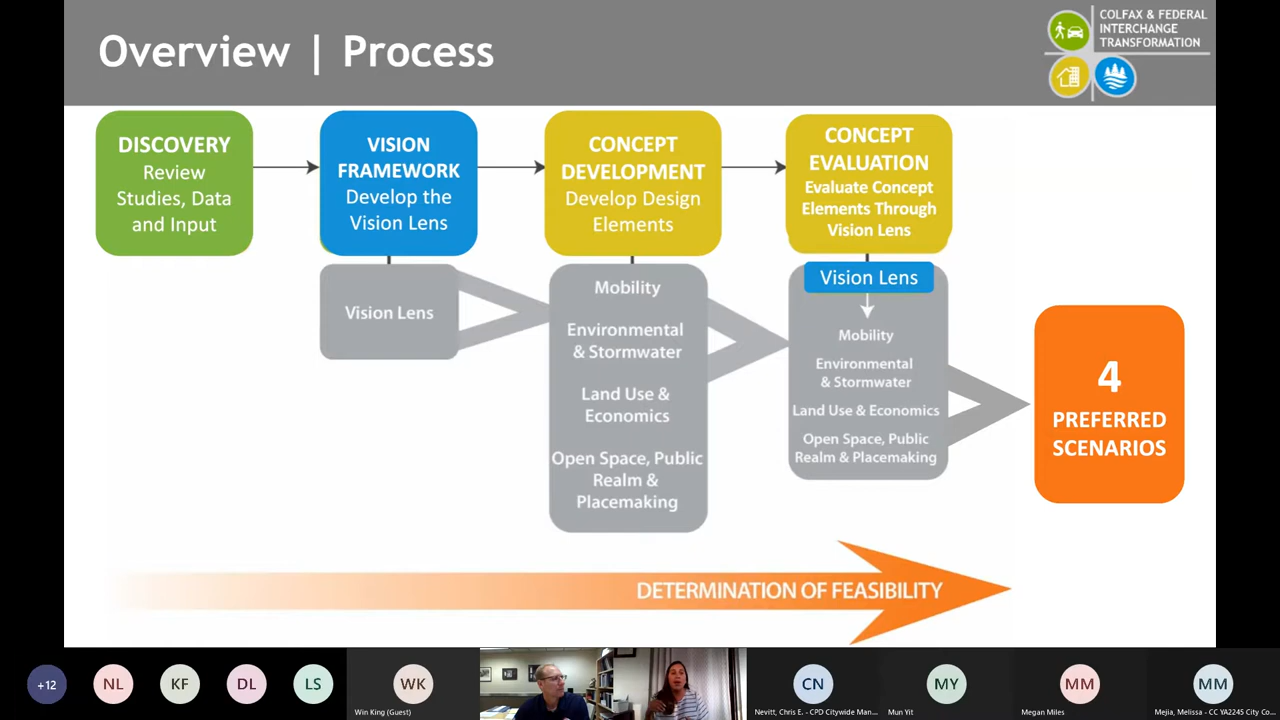 Overview | Process
COLFAX & FEDERAL
INTERCHANGE
TRANSFORMATION
DISCOVERY
Review
Studies, Data
and Input
VISION
FRAMEWORK
Develop the
Vision Lens
CONCEPT
DEVELOPMENT
Develop Design
Elements
CONCEPT
EVALUATION
Evaluate Concept
Elements Through
Vision Lens
Vision Lens
Mobility
Environmental
& Stormwater
Land Use &
Economics
Open Space, Public
Realm &
Placemaking
Vision Lens
Mobility
Environmental
& Stormwater
Land Use & Economics
Open Space, Public
Realm & Placemaking
4
PREFERRED
SCENARIOS
DETERMINATION OF FEASIBILITY
+12
NL
KF
DL
LS
WK
Win King (Guest)
CN
Nevitt, Chris E. - CPD Citywide Man...
MY
Mun Yit
MM
Megan Miles
MM
Mejia, Melissa - CC YA2245 City Co...